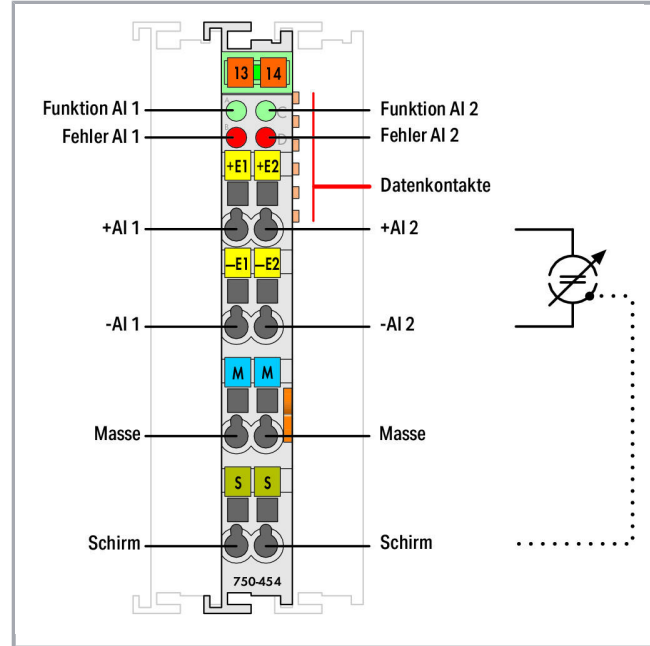 13 14
Funktion AI 1
A C
Funktion AI 2
Fehler AI 1
B D
Fehler AI 2
+E1 +E2
Datenkontakte
+AI 1
+AI 2
–E1 –E2
-AI 1
-AI 2
M M
Masse
Masse
S S
Schirm
Schirm
750-454